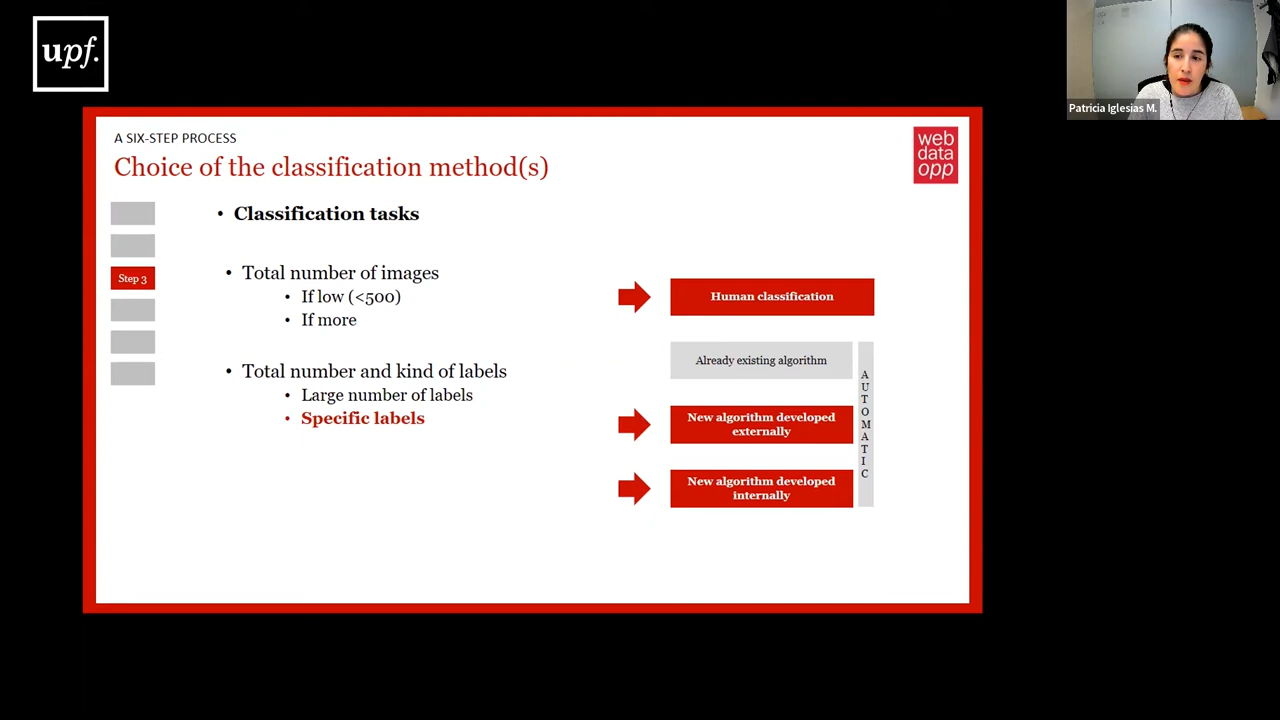 upf.
Patricia Iglesias M.
A SIX-STEP PROCESS
Choice of the classification method(s)
web
data
opp
• Classification tasks
Step 3
• Total number of images
• If low (<500)
• If more
• Total number and kind of labels
• Large number of labels
• Specific labels
Human classification
Already existing algorithm
New algorithm developed
externally
New algorithm developed
internally
AUTOMATIC